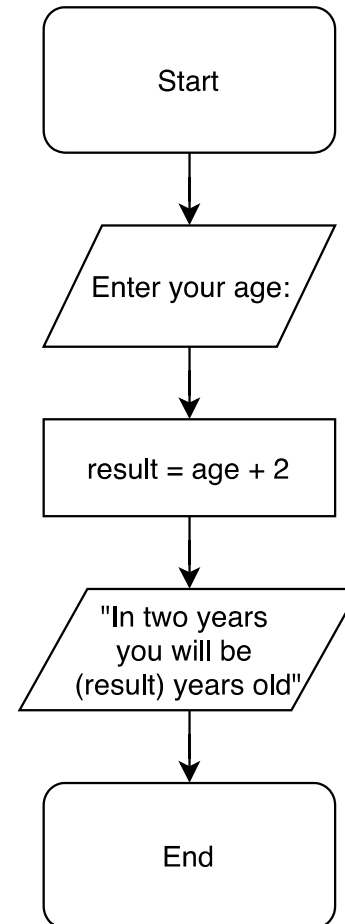 Start
Enter your age:
result = age + 2
"In two years
you will be
(result) years old"
End